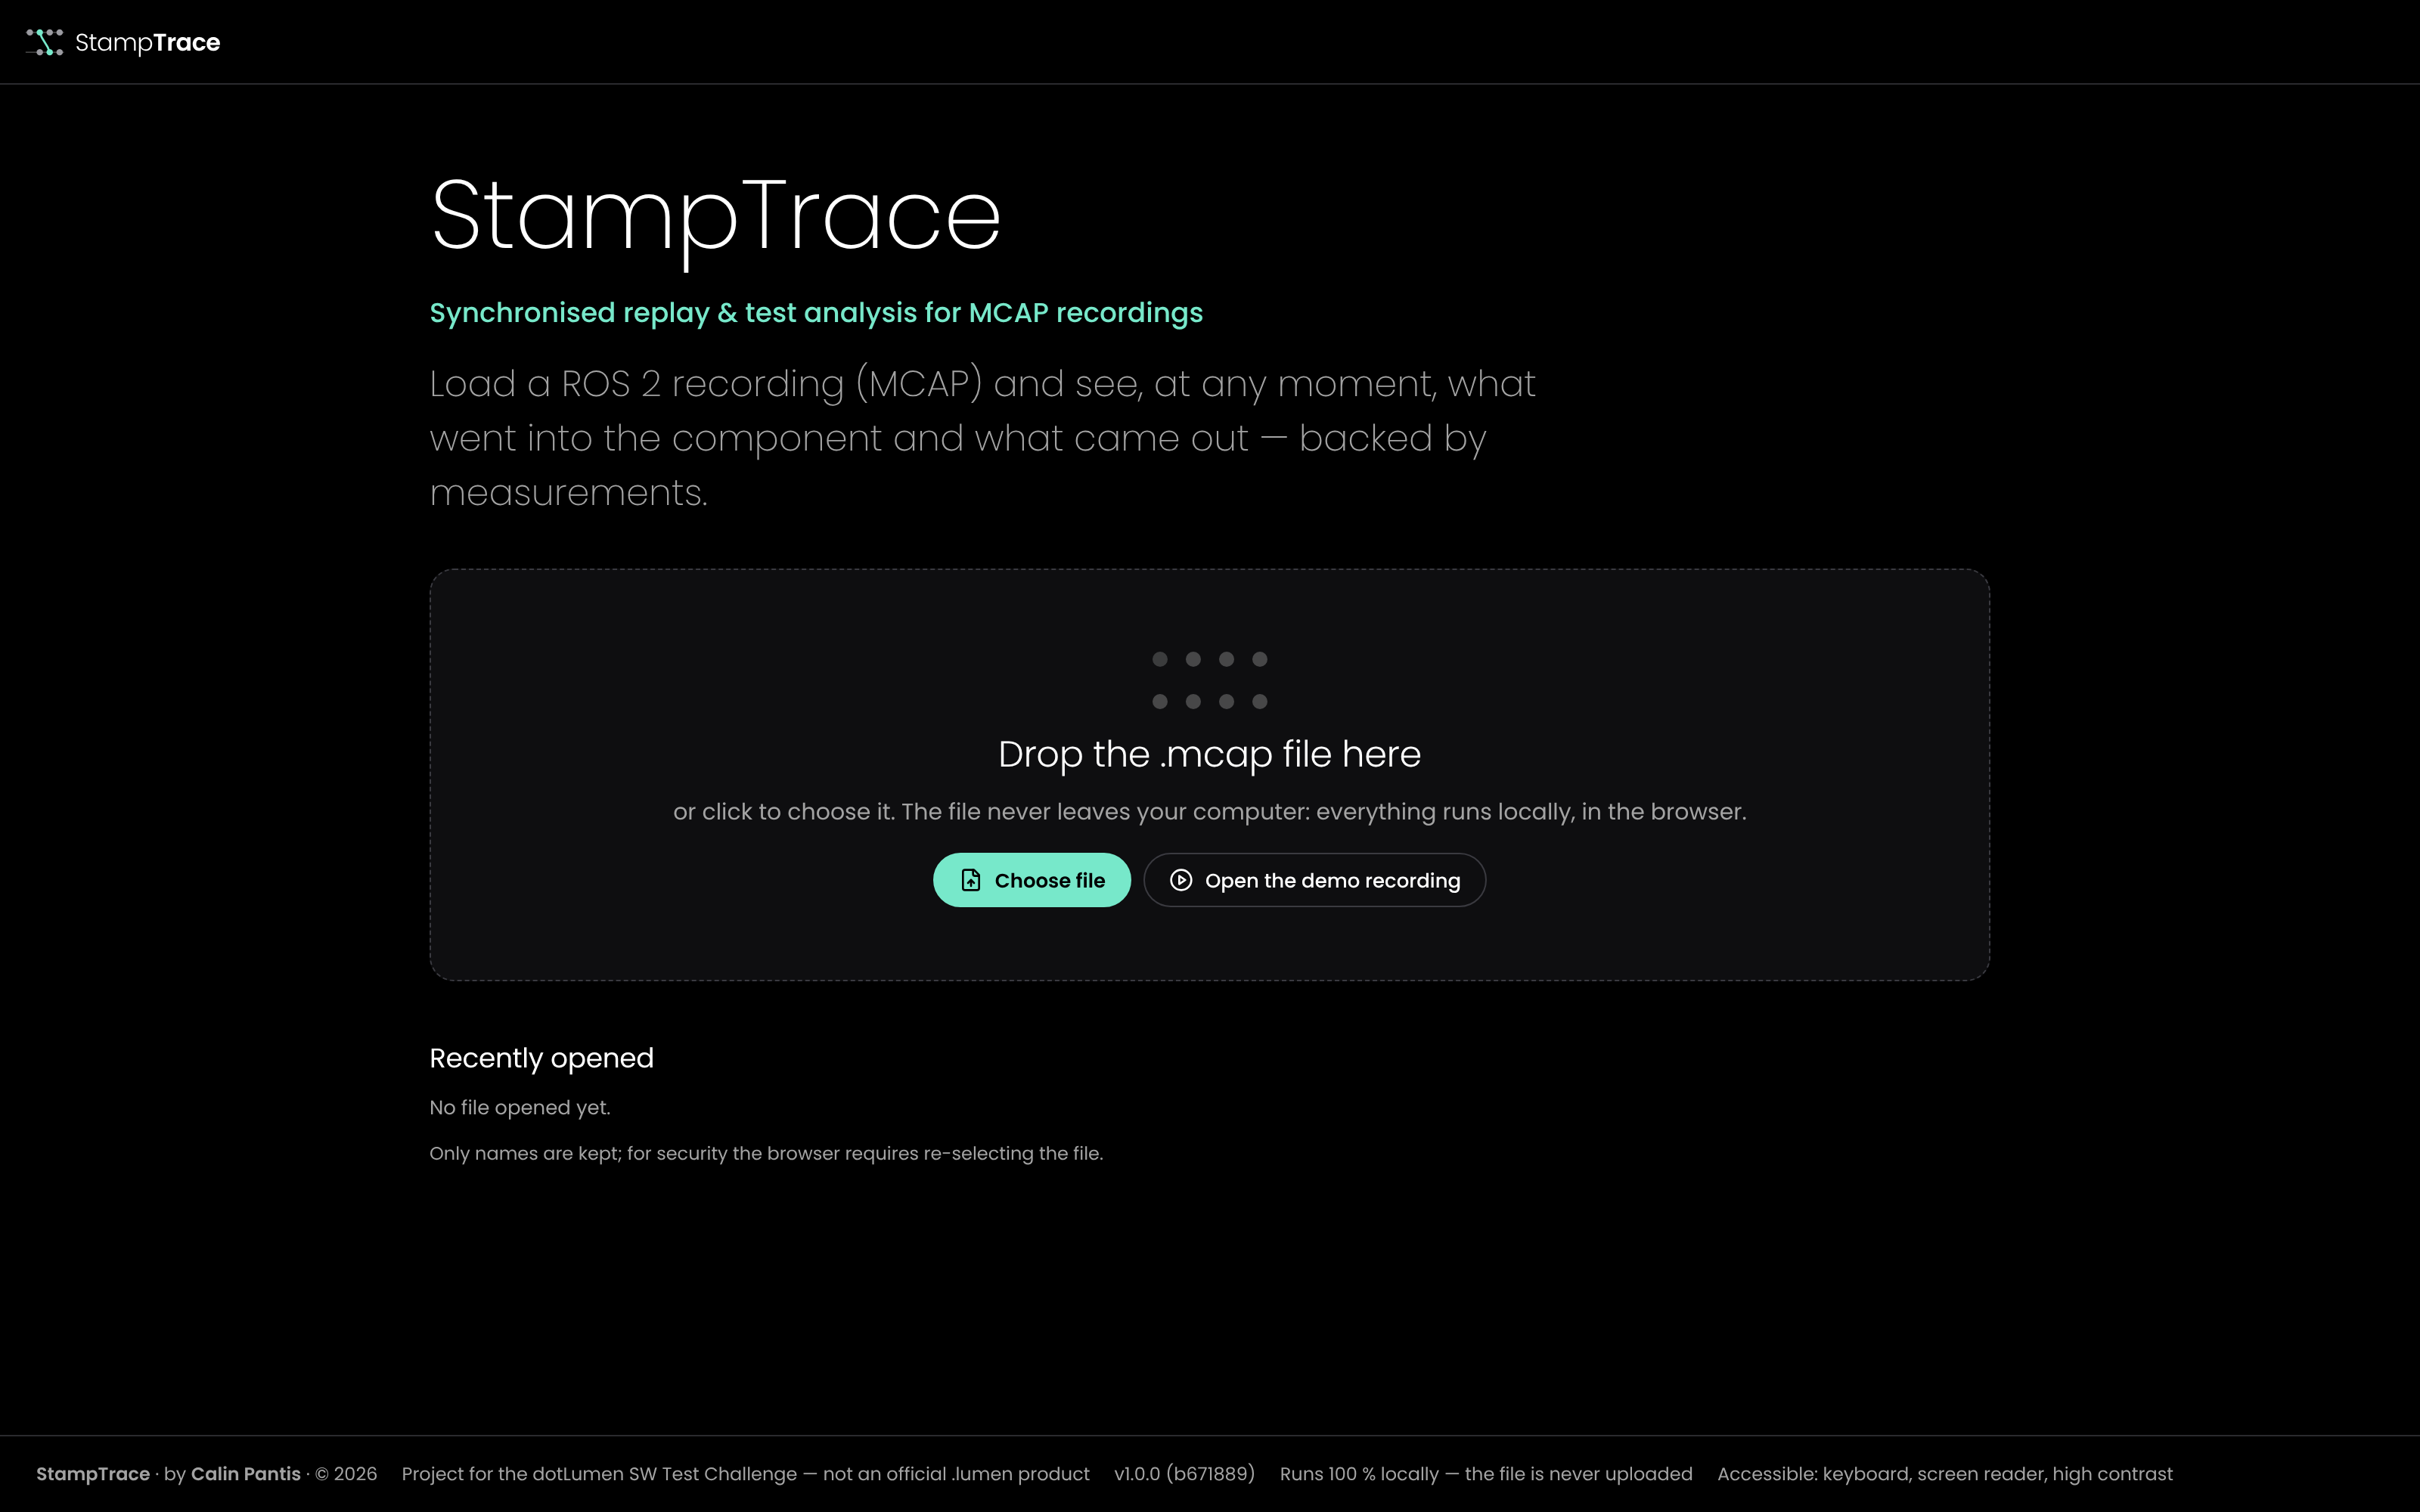 StampTrace
StampTrace
Synchronised replay & test analysis for MCAP recordings
Load a ROS 2 recording (MCAP) and see, at any moment, what
went into the component and what came out — backed by
measurements.
Drop the .mcap file here
or click to choose it. The file never leaves your computer: everything runs locally, in the browser.
Choose file
Open the demo recording
Recently opened
No file opened yet.
Only names are kept; for security the browser requires re-selecting the file.
StampTrace · by Calin Pantis · © 2026 Project for the dotLumen SW Test Challenge — not an official .lumen product v1.0.0 (b671889) Runs 100 % locally — the file is never uploaded Accessible: keyboard, screen reader, high contrast